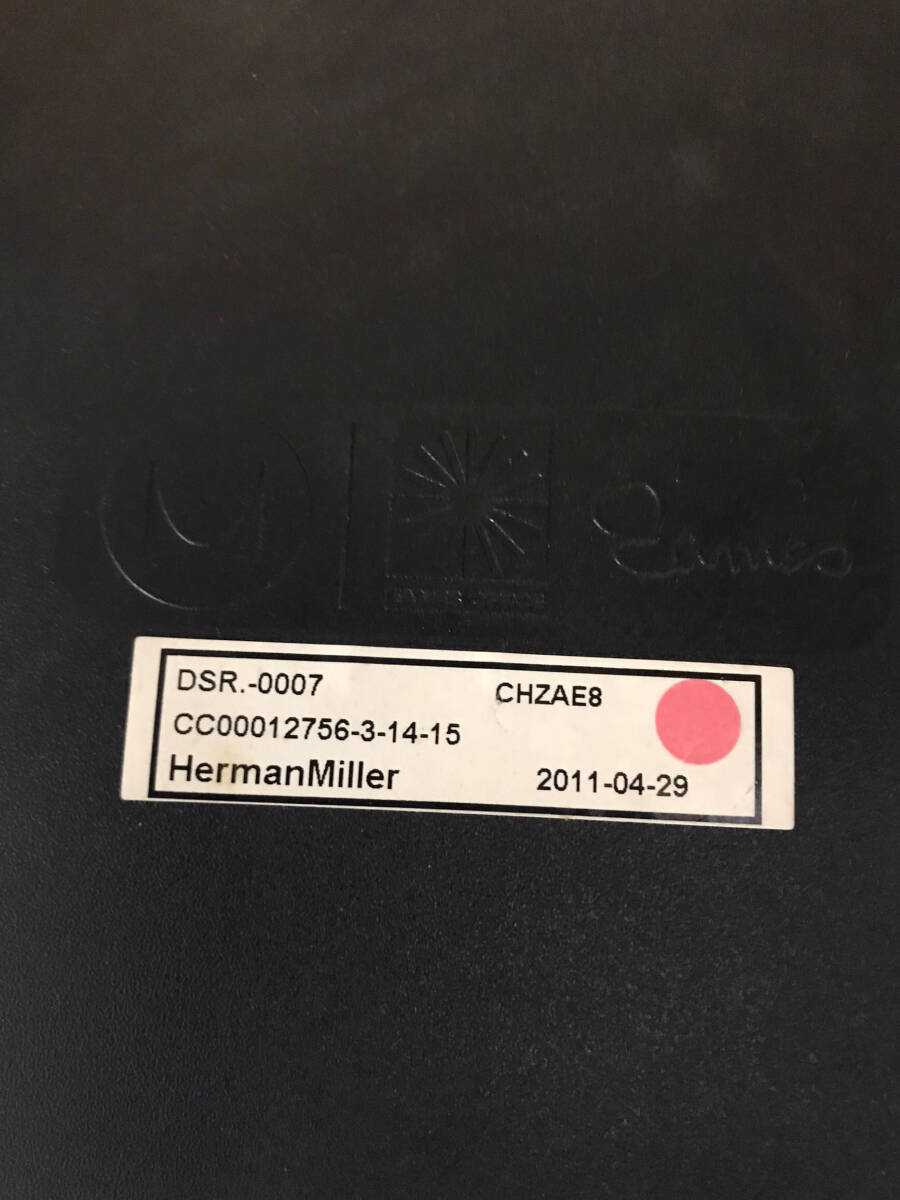 Eames
DSR.-0007 CHZAE8
CC00012756-3-14-15
HermanMiller 2011-04-29